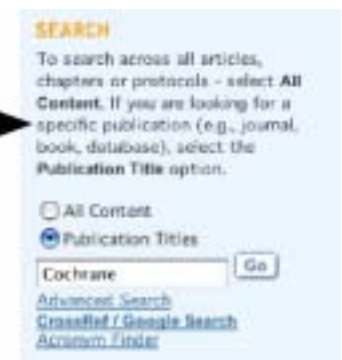 SEARCH
To search across all articles,
chapters or protocols - select All
Content. If you are looking for a
specific publication (e.g., journal,
book, database), select the
Publication Title option.
All Content
Publication Titles
Cochrane
Go
Advanced Search
CrossRef / Google Search
Acronym Finder